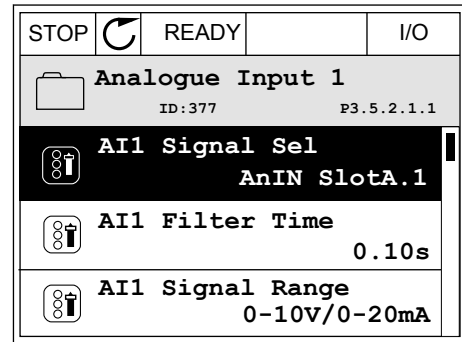 STOP READY I/O
Analogue Input 1
ID:377 P3.5.2.1.1
AI1 Signal Sel
AnIN SlotA.1
AI1 Filter Time
0.10s
AI1 Signal Range
0-10V/0-20mA